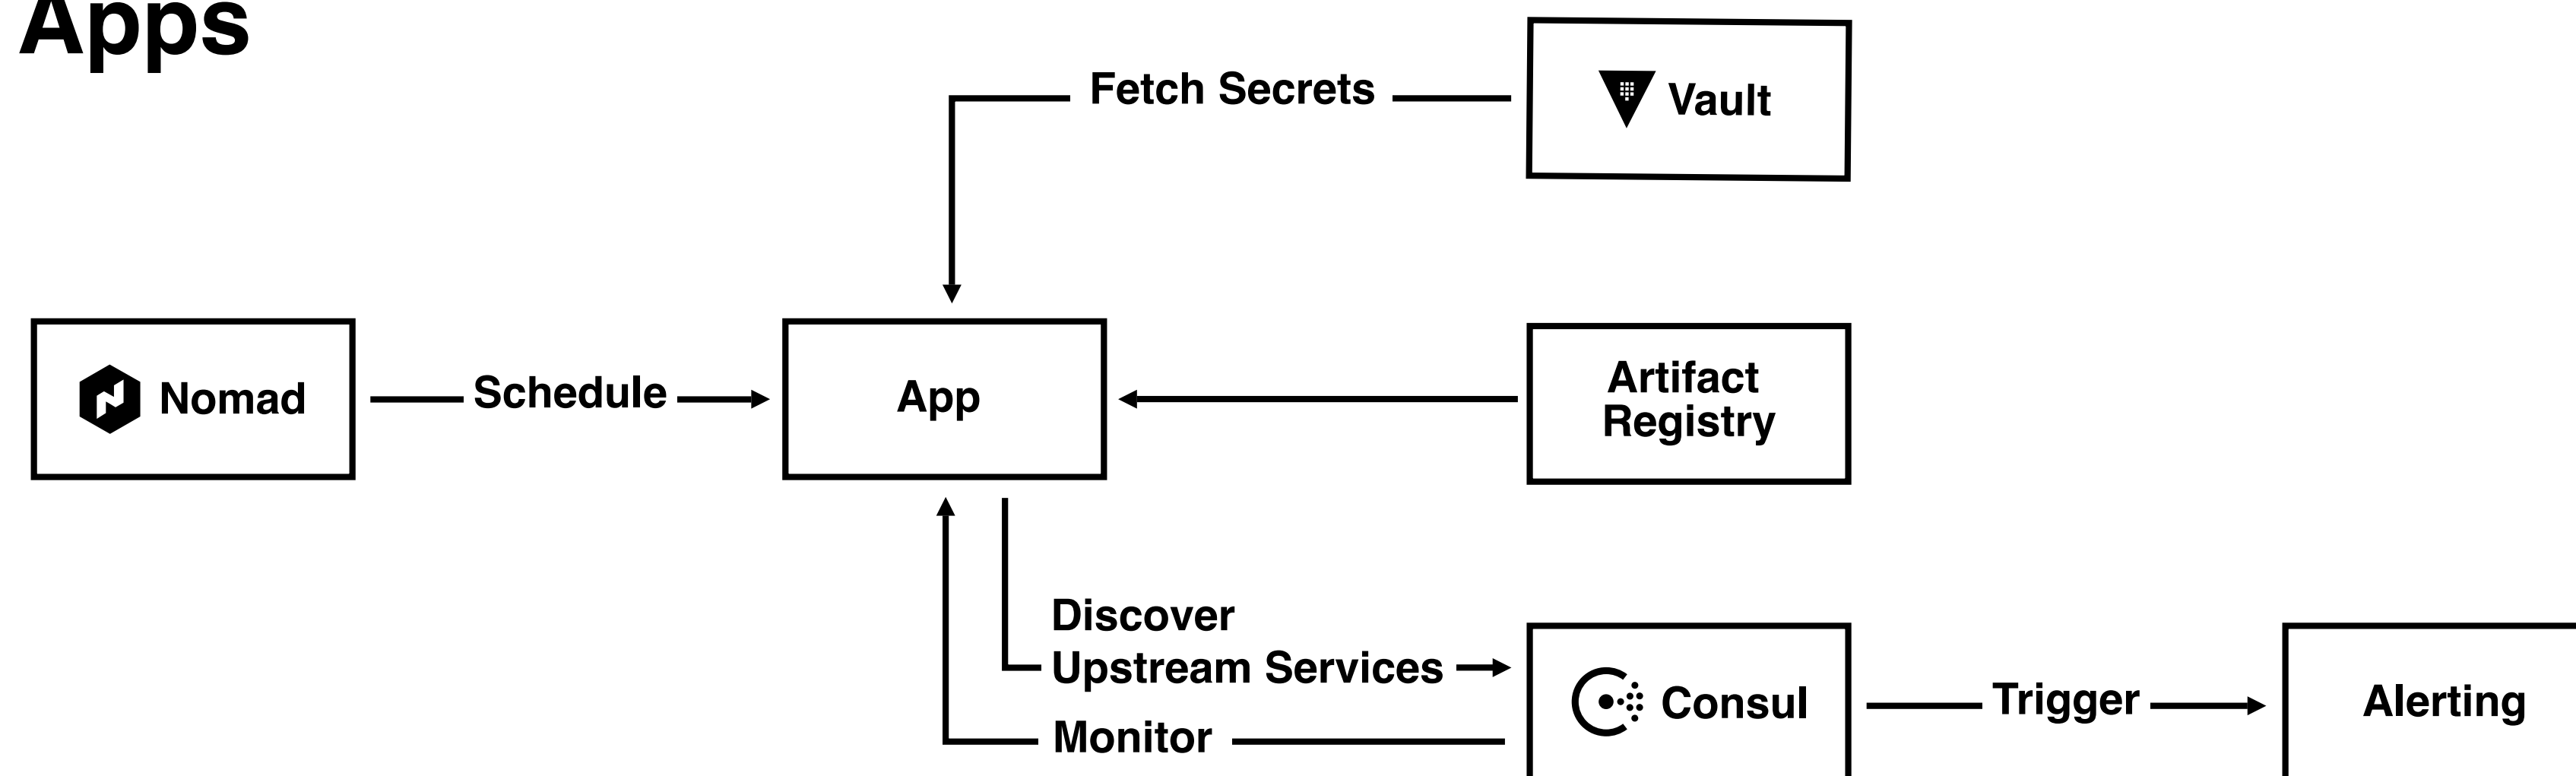 Apps
Fetch Secrets
Vault
Nomad
Schedule
App
Artifact
Registry
Discover
Upstream Services
Monitor
Consul
Trigger
Alerting